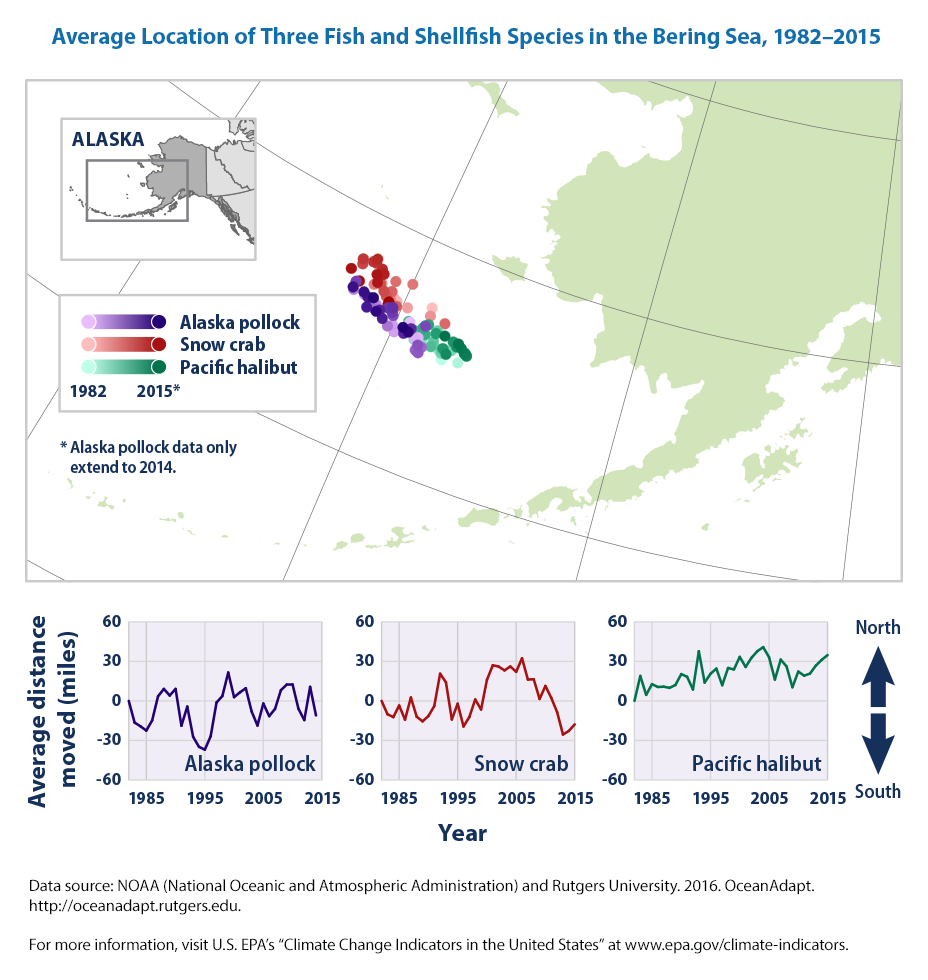 Average Location of Three Fish and Shellfish Species in the Bering Sea, 1982–2015
ALASKA
Alaska pollock
Snow crab
Pacific halibut
1982 2015*
* Alaska pollock data only
extend to 2014.
Average distance
moved (miles)
60
30
0
-30
-60
Alaska pollock
1985 1995 2005 2015
60
30
0
-30
-60
Snow crab
1985 1995 2005 2015
60
30
0
-30
-60
Pacific halibut
1985 1995 2005 2015
North
South
Year
Data source: NOAA (National Oceanic and Atmospheric Administration) and Rutgers University. 2016. OceanAdapt.
http://oceanadapt.rutgers.edu.
For more information, visit U.S. EPA’s “Climate Change Indicators in the United States” at www.epa.gov/climate-indicators.